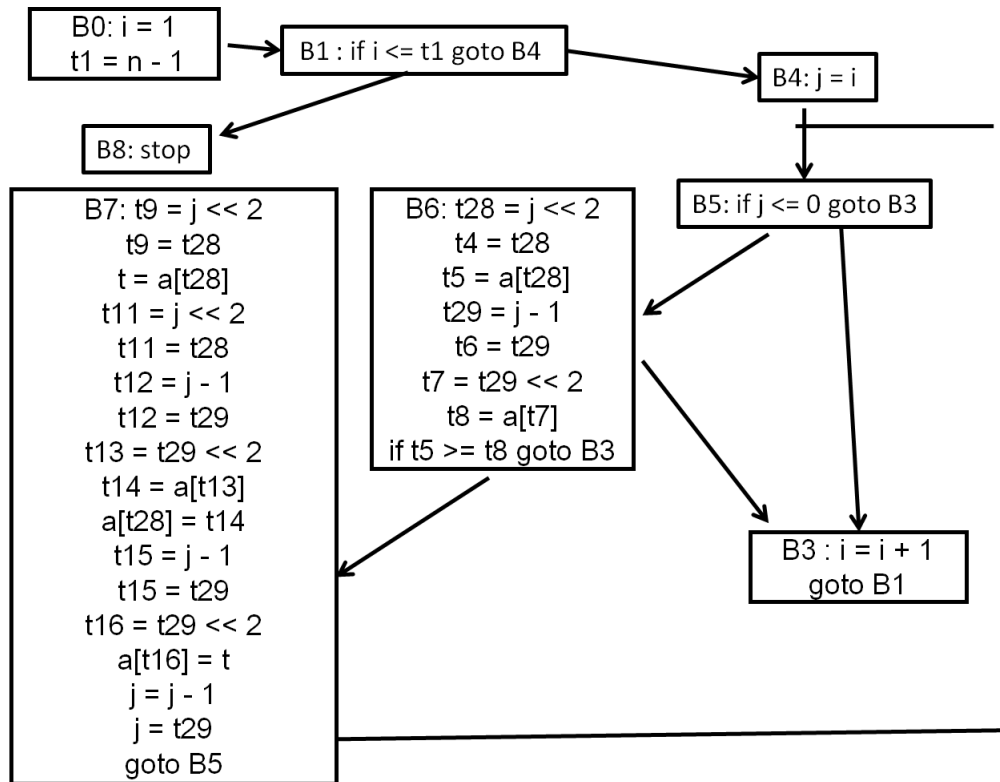 B0: i = 1
t1 = n - 1
B1 : if i <= t1 goto B4
B4: j = i
B8: stop
B5: if j <= 0 goto B3
B7: t9 = j << 2
t9 = t28
t = a[t28]
t11 = j << 2
t11 = t28
t12 = j - 1
t12 = t29
t13 = t29 << 2
t14 = a[t13]
a[t28] = t14
t15 = j - 1
t15 = t29
t16 = t29 << 2
a[t16] = t
j = j - 1
j = t29
goto B5
B6: t28 = j << 2
t4 = t28
t5 = a[t28]
t29 = j - 1
t6 = t29
t7 = t29 << 2
t8 = a[t7]
if t5 >= t8 goto B3
B3 : i = i + 1
goto B1